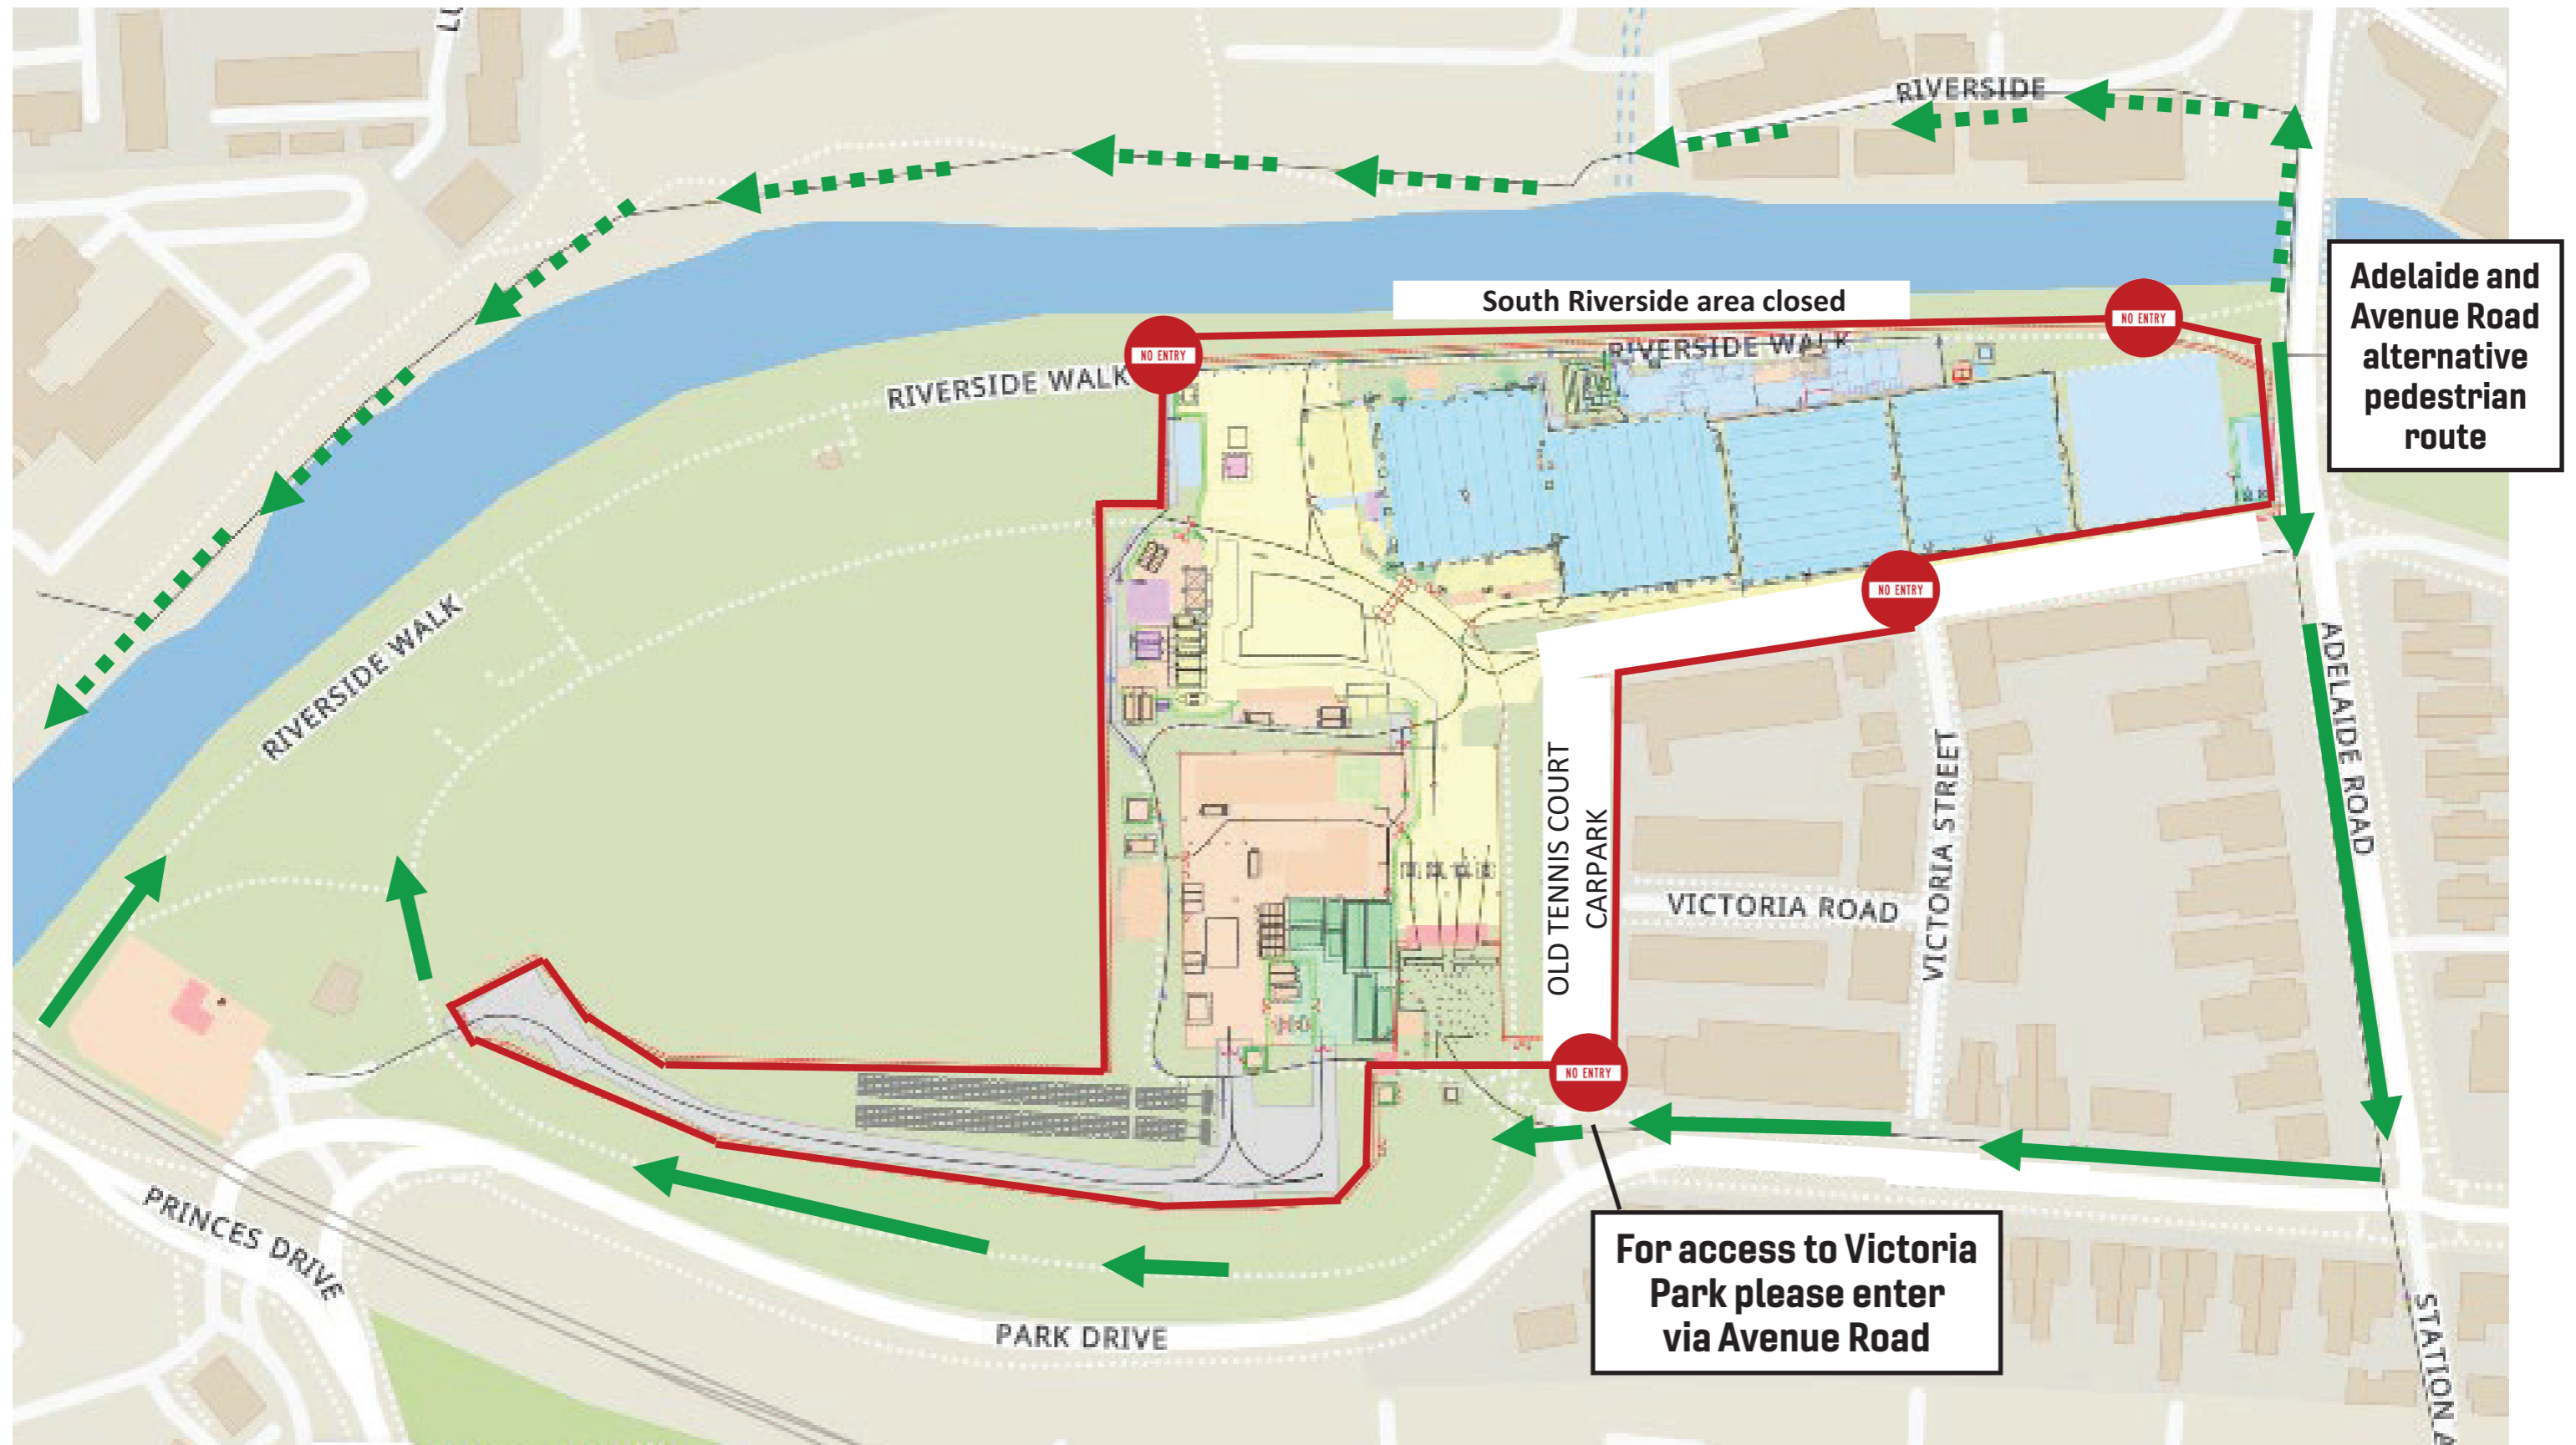 RIVERSIDE
South Riverside area closed
NO ENTRY
NO ENTRY
RIVERSIDE WALK
RIVERSIDE WALK
Adelaide and
Avenue Road
alternative
pedestrian
route
NO ENTRY
RIVERSIDE WALK
ADELAIDE ROAD
VICTORIA STREET
OLD TENNIS COURT
CARPARK
VICTORIA ROAD
NO ENTRY
PRINCES DRIVE
PARK DRIVE
For access to Victoria
Park please enter
via Avenue Road
STATION